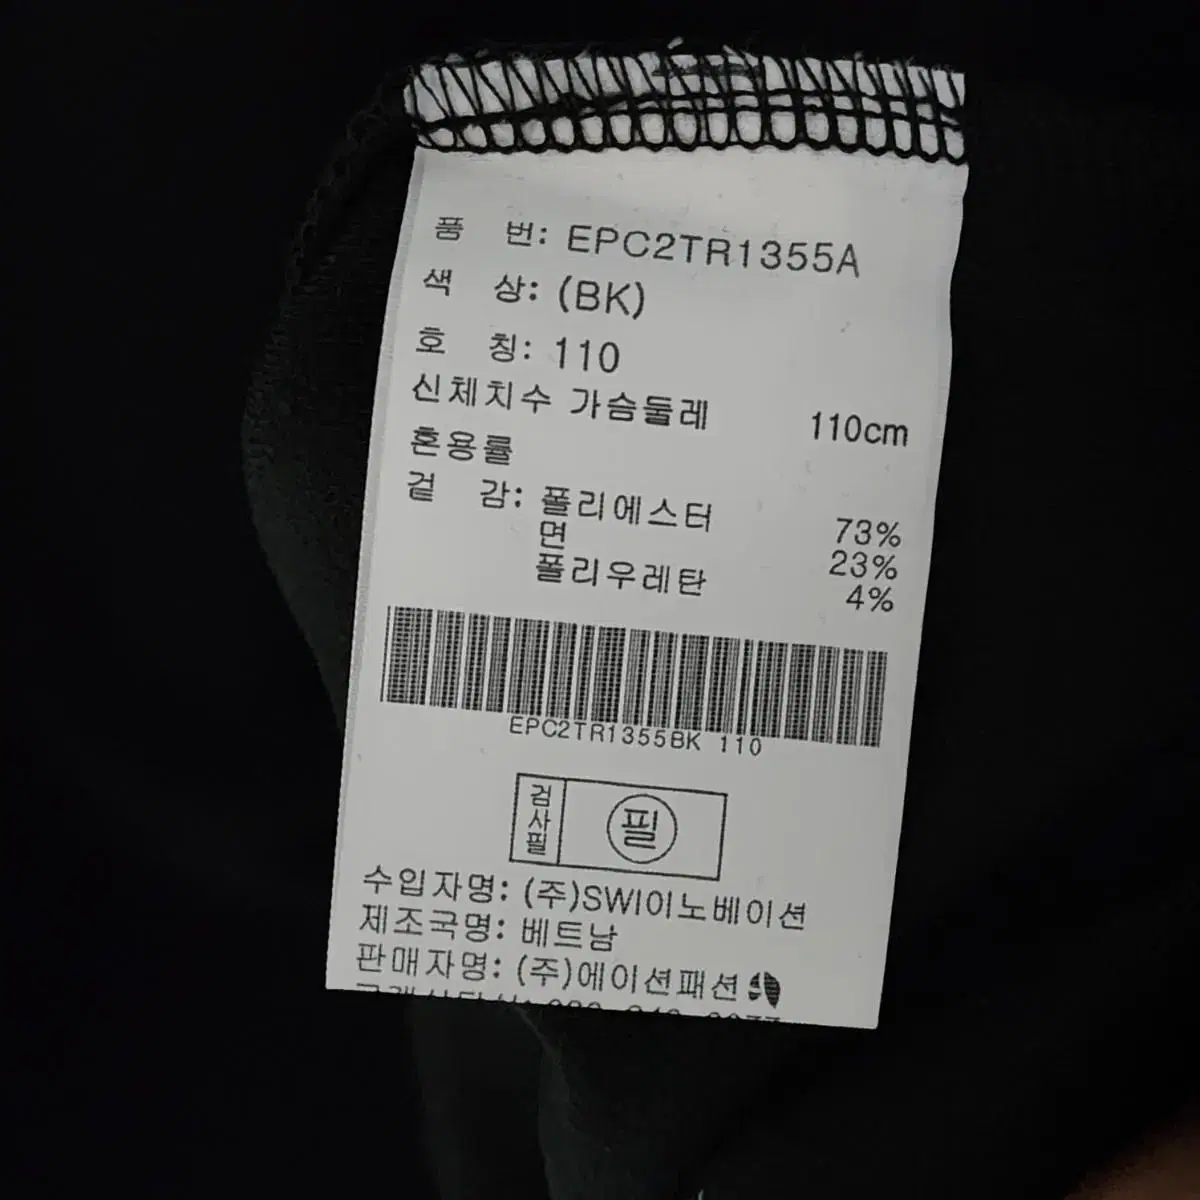 품 번: EPC2TR1355A
색 상: (BK)
호 칭: 110
신체치수 가슴둘레 110cm
혼용률
겉 감: 폴리에스터 73%
면 23%
폴리우레탄 4%
EPC2TR1355BK 110
검사필 필
수입자명: (주)SWI이노베이션
제조국명: 베트남
판매자명: (주)에이션패션